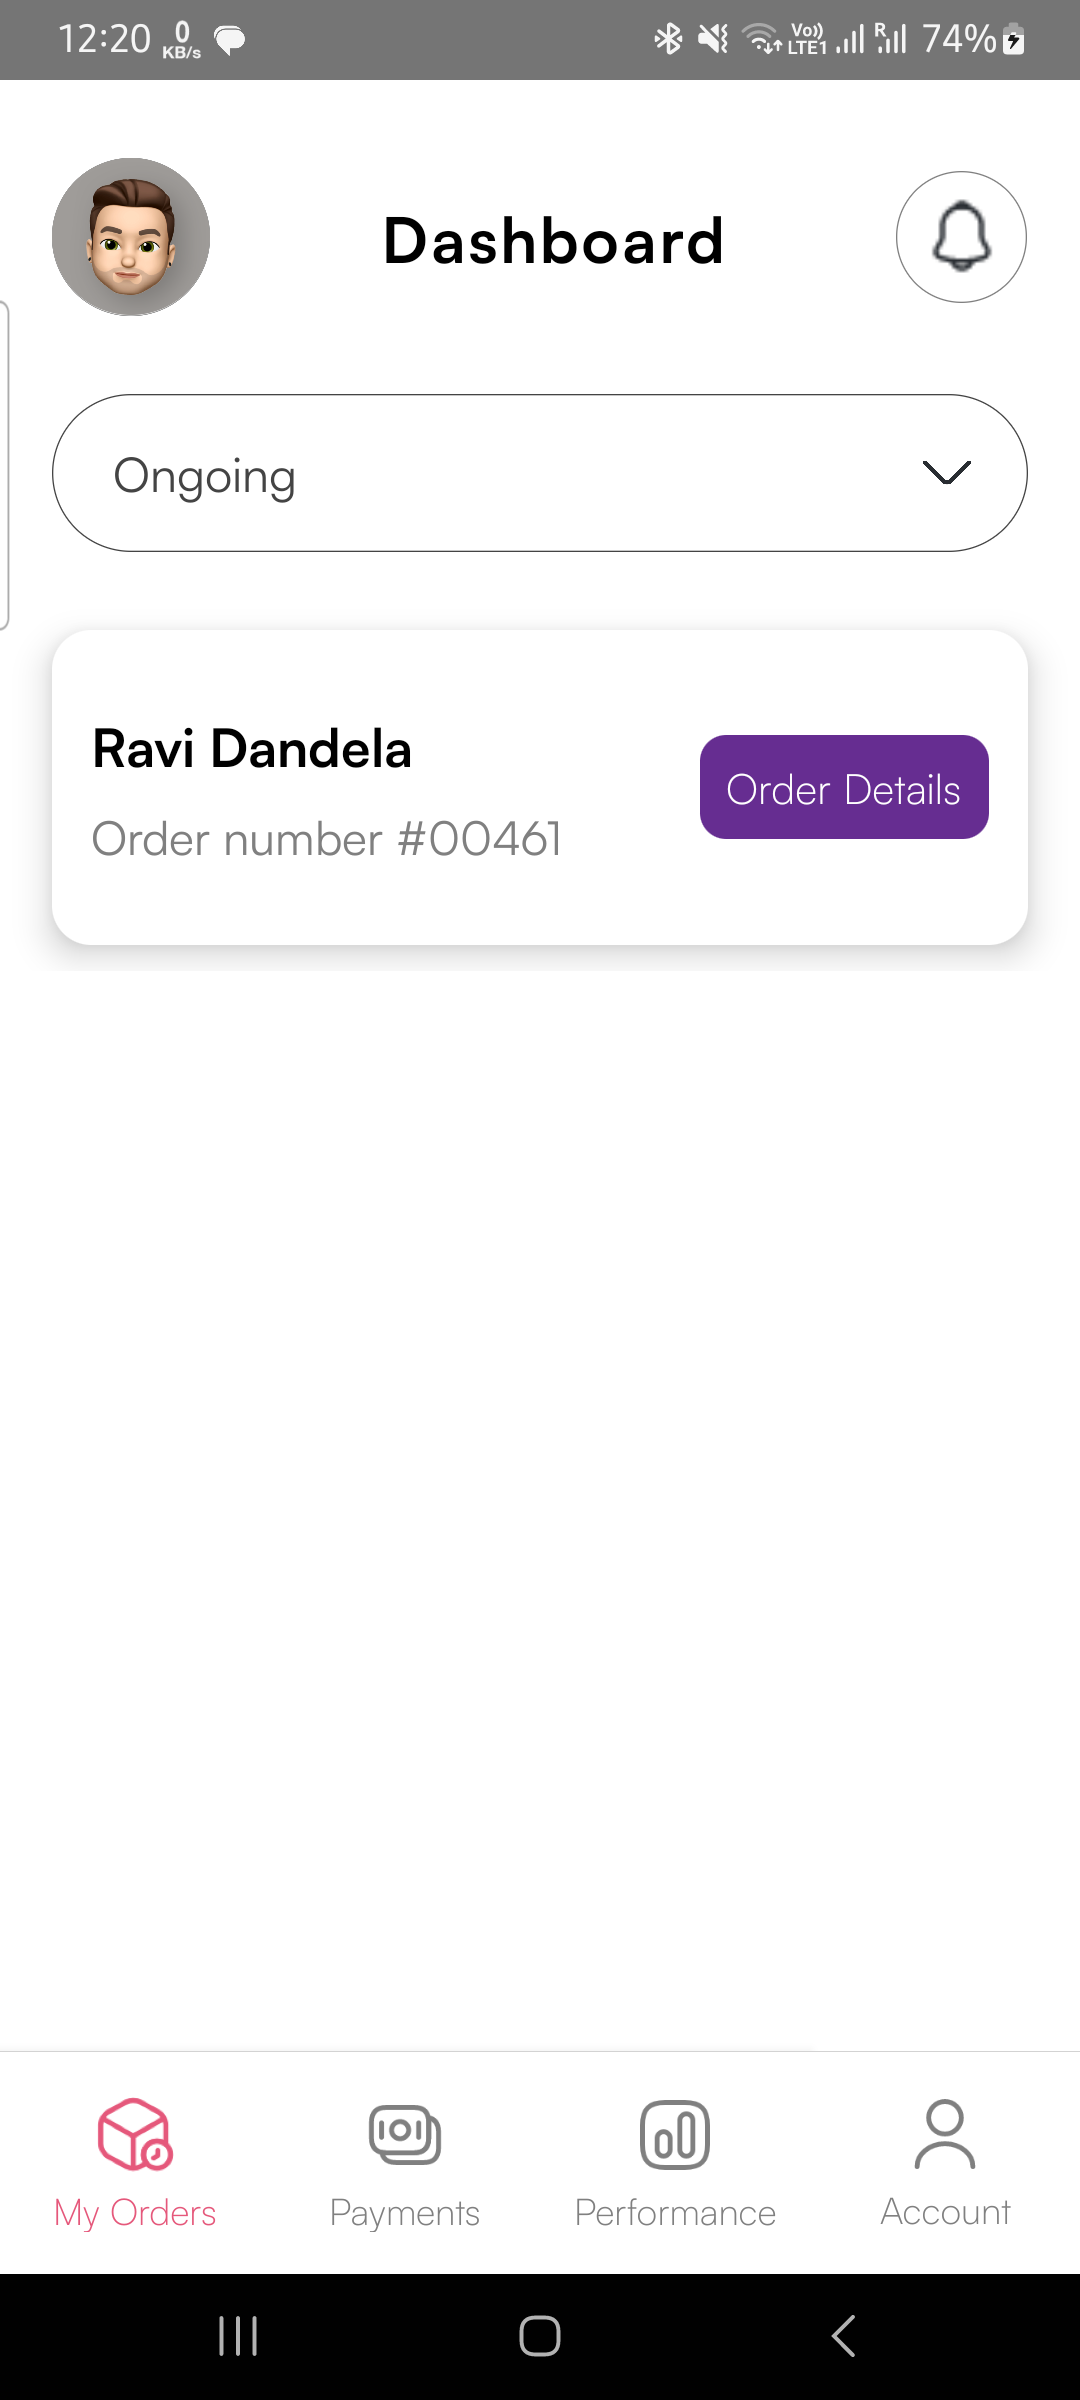 12:20 0 KB/s Vo)) LTE1 R 74%
Dashboard
Ongoing
Ravi Dandela
Order number #00461
Order Details
My Orders Payments Performance Account